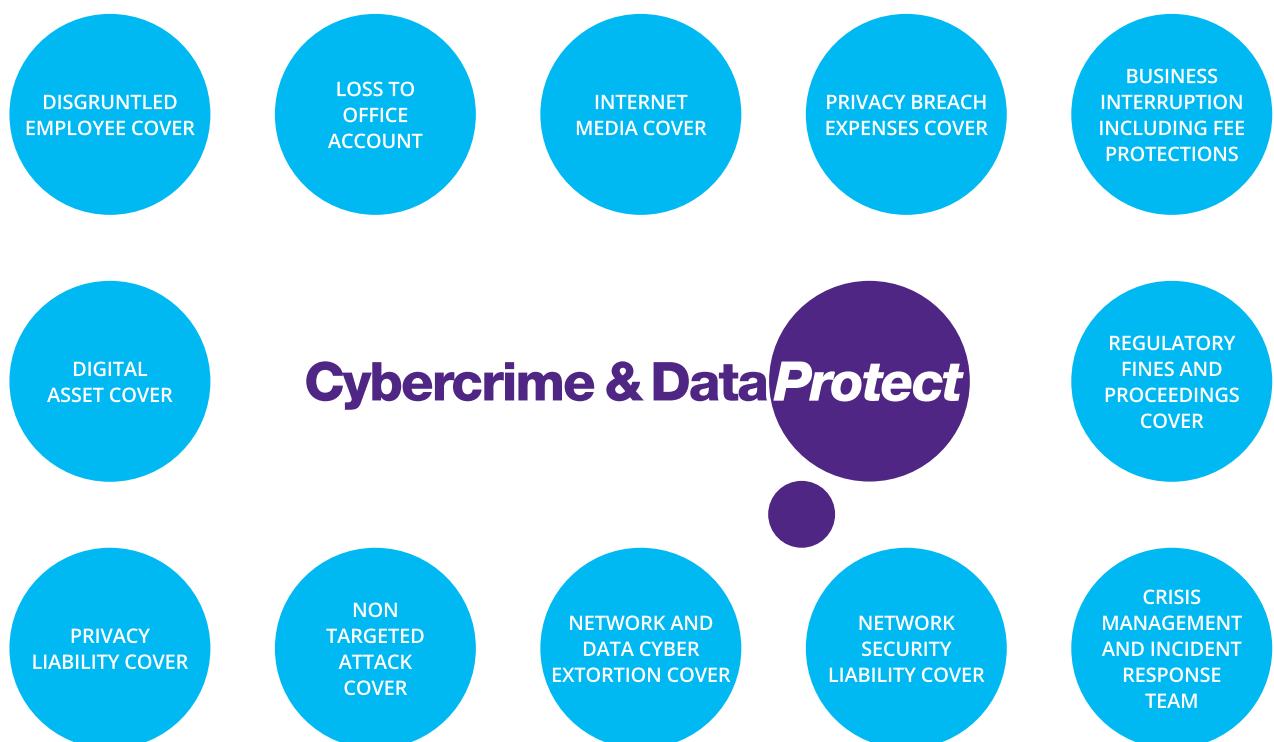 DISGRUNTLED
EMPLOYEE COVER
LOSS TO
OFFICE
ACCOUNT
INTERNET
MEDIA COVER
PRIVACY BREACH
EXPENSES COVER
BUSINESS
INTERRUPTION
INCLUDING FEE
PROTECTIONS
DIGITAL
ASSET COVER
Cybercrime & DataProtect
REGULATORY
FINES AND
PROCEEDINGS
COVER
PRIVACY
LIABILITY COVER
NON
TARGETED
ATTACK
COVER
NETWORK AND
DATA CYBER
EXTORTION COVER
NETWORK
SECURITY
LIABILITY COVER
CRISIS
MANAGEMENT
AND INCIDENT
RESPONSE
TEAM